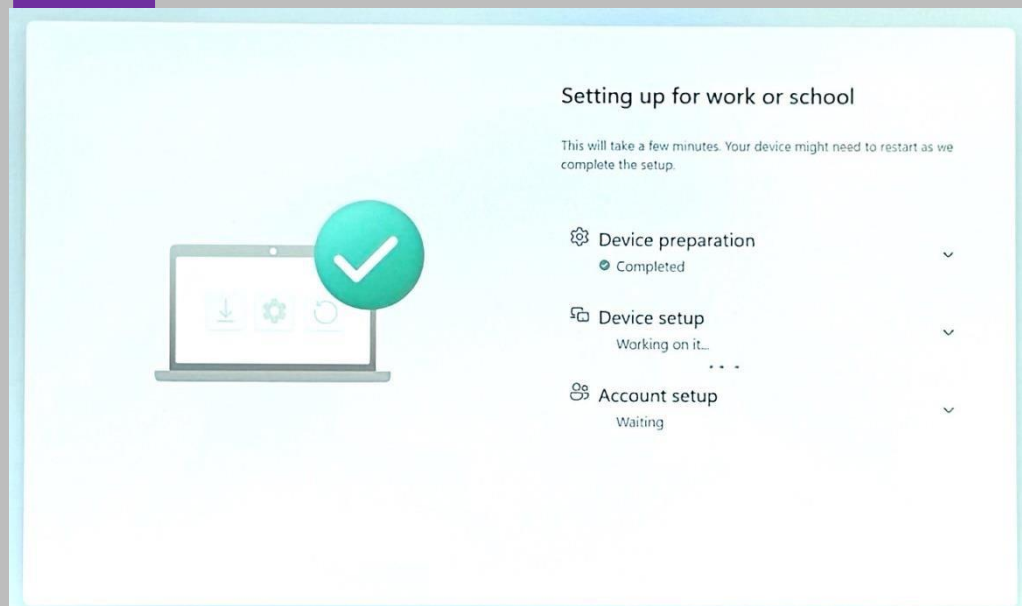 Setting up for work or school
This will take a few minutes. Your device might need to restart as we
complete the setup.
Device preparation
Completed
Device setup
Working on it...
Account setup
Waiting